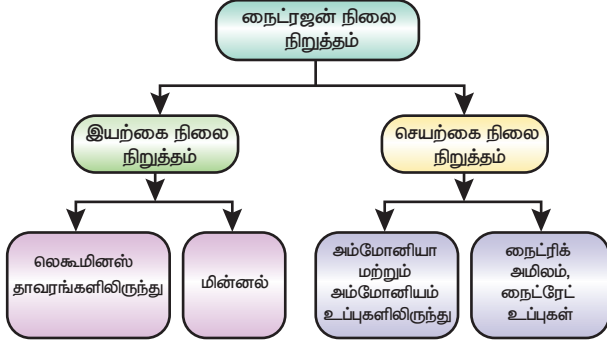 நைட்ரஜன் நிலை
நிறுத்தம்
இயற்கை நிலை
நிறுத்தம்
செயற்கை நிலை
நிறுத்தம்
லெகூமினஸ்
தாவரங்களிலிருந்து
மின்னல்
அம்மோனியா
மற்றும்
அம்மோனியம்
உப்புகளிலிருந்து
நைட்ரிக்
அமிலம்,
நைட்ரேட்
உப்புகள்